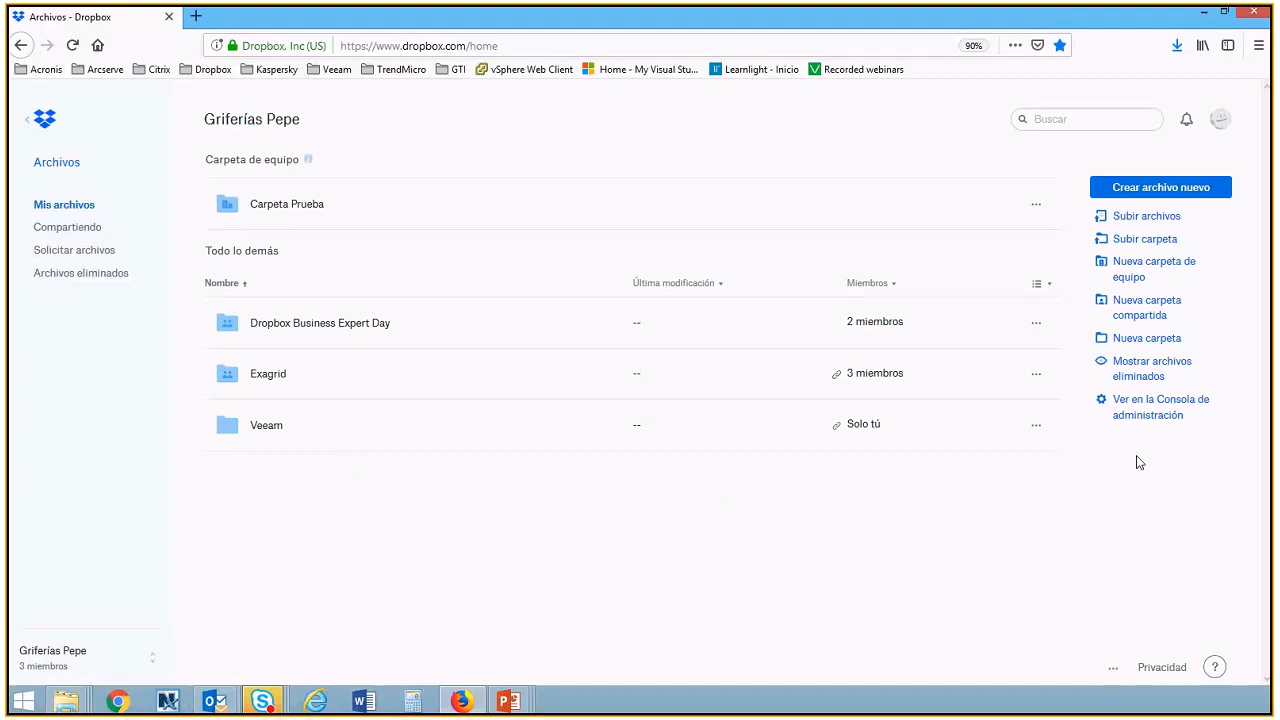 Archivos - Dropbox
Dropbox, Inc (US)
https://www.dropbox.com/home
90%
Acronis
Arcserve
Citrix
Dropbox
Kaspersky
Veeam
TrendMicro
GTI
vSphere Web Client
Home - My Visual Stu...
Learnlight - Inicio
Recorded webinars
Griferías Pepe
Buscar
Archivos
Mis archivos
Compartiendo
Solicitar archivos
Archivos eliminados
Carpeta de equipo
Carpeta Prueba
Todo lo demás
Nombre
Última modificación
Miembros
Dropbox Business Expert Day
--
2 miembros
Exagrid
--
3 miembros
Veeam
--
Solo tú
Crear archivo nuevo
Subir archivos
Subir carpeta
Nueva carpeta de
equipo
Nueva carpeta
compartida
Nueva carpeta
Mostrar archivos
eliminados
Ver en la Consola de
administración
Griferías Pepe
3 miembros
Privacidad
?